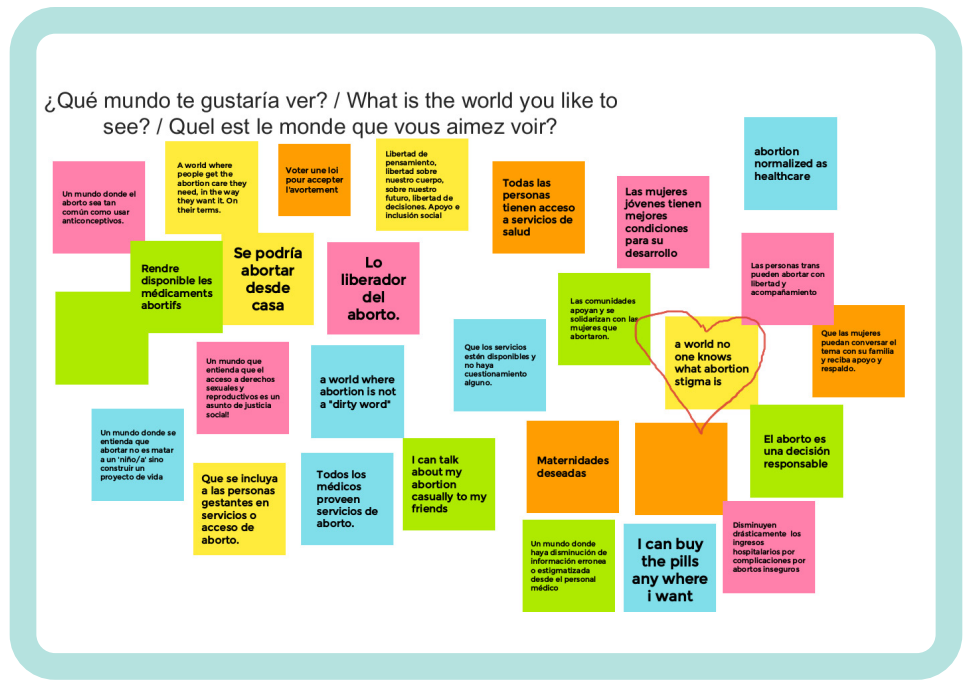 ¿Qué mundo te gustaría ver? / What is the world you like to
see? / Quel est le monde que vous aimez voir?
Un mundo donde el
aborto sea tan
común como usar
anticonceptivos.
A world where
people get the
abortion care they
need, in the way
they want it. On
their terms.
Voter une loi
pour accepter
l'avortement
Libertad de
pensamiento,
libertad sobre
nuestro cuerpo,
sobre nuestro
futuro, libertad de
decisiones. Apoyo e
inclusión social
Todas las
personas
tienen acceso
a servicios de
salud
Las mujeres
jóvenes tienen
mejores
condiciones
para su
desarrollo
abortion
normalized as
healthcare
Rendre
disponible les
médicaments
abortifs
Se podría
abortar
desde
casa
Lo
liberador
del
aborto.
Las personas trans
pueden abortar con
libertad y
acompañamiento
Las comunidades
apoyan y se
solidarizan con las
mujeres que
abortaron.
a world no
one knows
what abortion
stigma is
Que las mujeres
puedan conversar el
tema con su familia
y reciba apoyo y
respaldo.
Un mundo que
entienda que el
acceso a derechos
sexuales y
reproductivos es un
asunto de justicia
social!
a world where
abortion is not
a "dirty word"
Que los servicios
estén disponibles y
no haya
cuestionamiento
alguno.
Un mundo donde se
entienda que
abortar no es matar
a un 'niño/a' sino
construir un
proyecto de vida
Que se incluya
a las personas
gestantes en
servicios o
acceso de
aborto.
Todos los
médicos
proveen
servicios de
aborto.
I can talk
about my
abortion
casually to my
friends
Maternidades
deseadas
El aborto es
una decisión
responsable
Un mundo donde
haya disminución de
información erronea
o estigmatizada
desde el personal
médico
I can buy
the pills
any where
i want
Disminuyen
drásticamente los
ingresos
hospitalarios por
complicaciones por
abortos inseguros